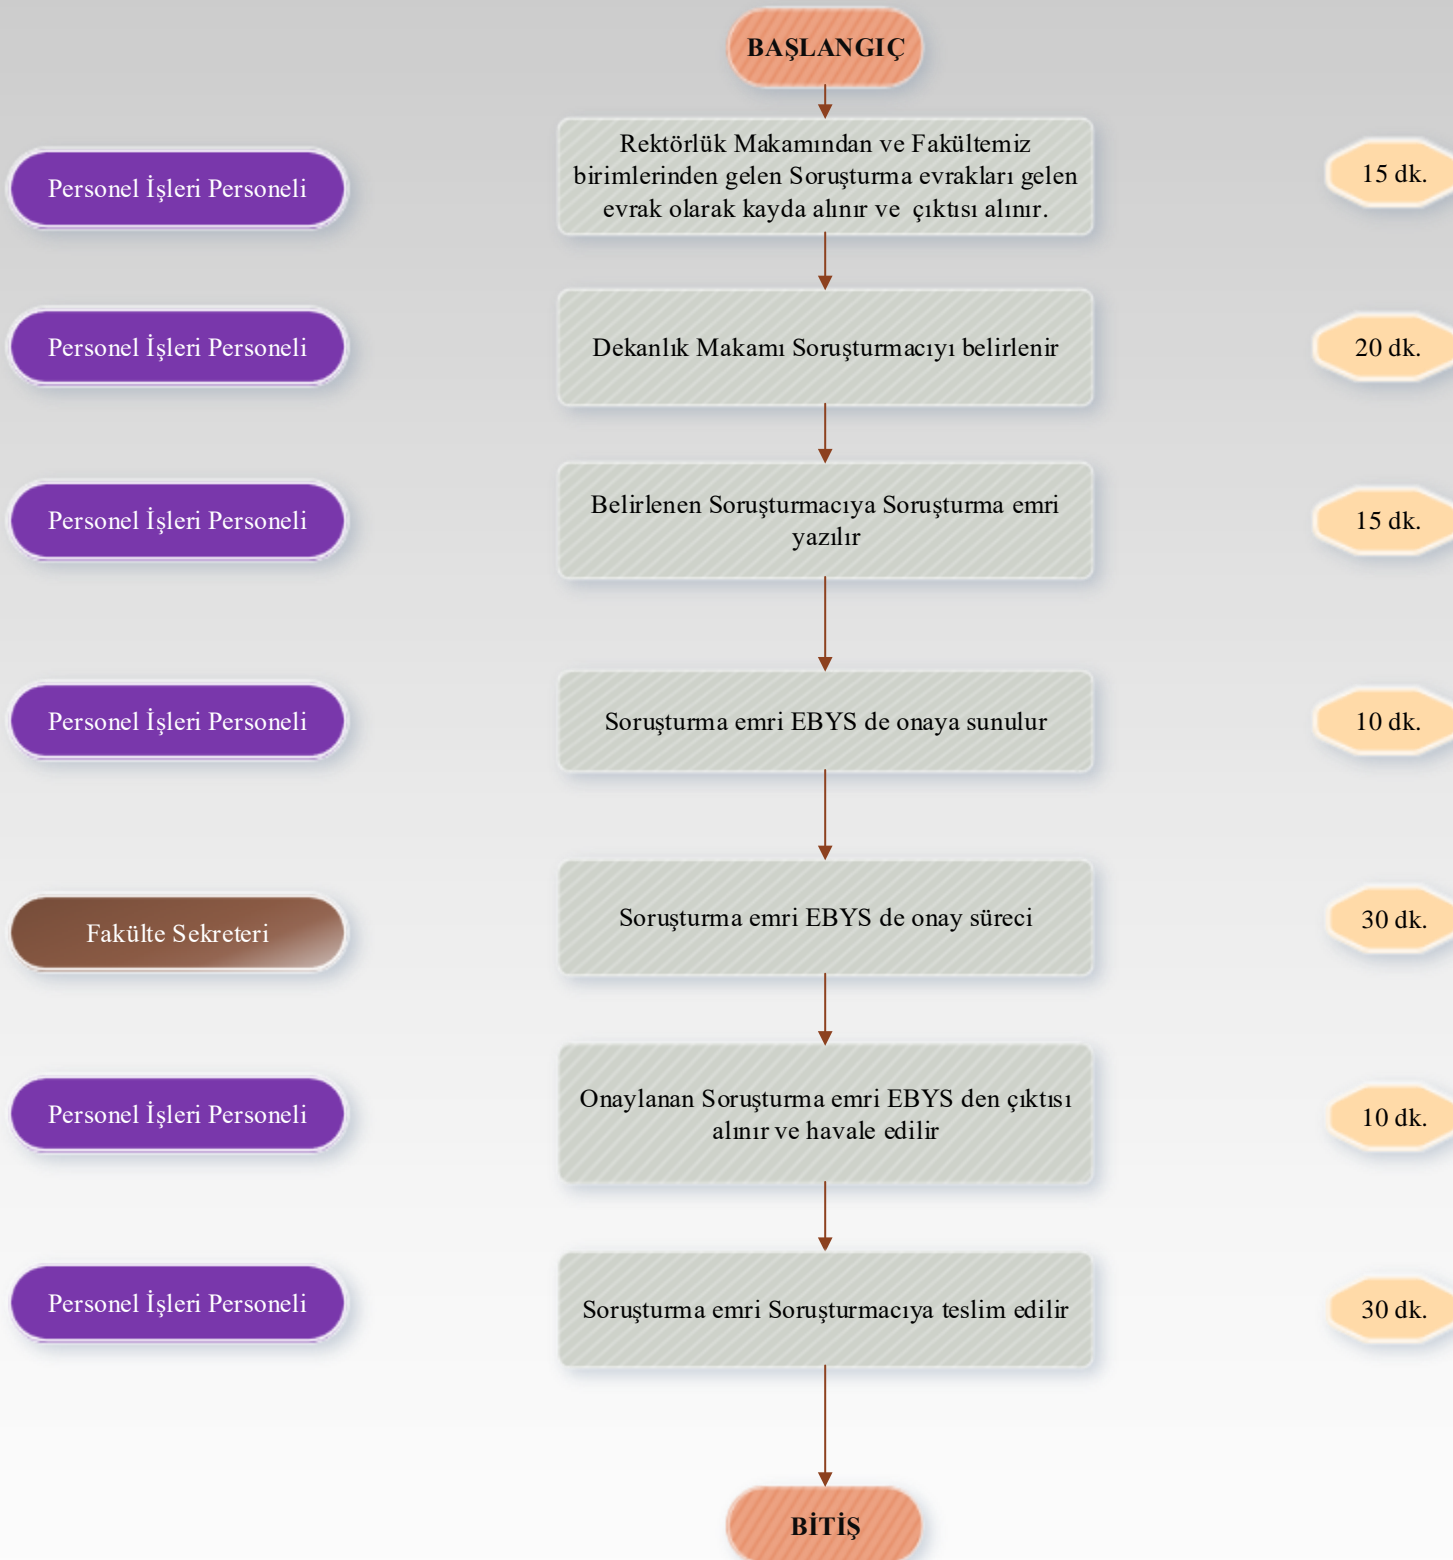 BAŞLANGIÇ
Personel İşleri Personeli
Rektörlük Makamından ve Fakültemiz
birimlerinden gelen Soruşturma evrakları gelen
evrak olarak kayda alınır ve çıktısı alınır.
15 dk.
Personel İşleri Personeli
Dekanlık Makamı Soruşturmacıyı belirlenir
20 dk.
Personel İşleri Personeli
Belirlenen Soruşturmacıya Soruşturma emri
yazılır
15 dk.
Personel İşleri Personeli
Soruşturma emri EBYS de onaya sunulur
10 dk.
Fakülte Sekreteri
Soruşturma emri EBYS de onay süreci
30 dk.
Personel İşleri Personeli
Onaylanan Soruşturma emri EBYS den çıktısı
alınır ve havale edilir
10 dk.
Personel İşleri Personeli
Soruşturma emri Soruşturmacıya teslim edilir
30 dk.
BİTİŞ